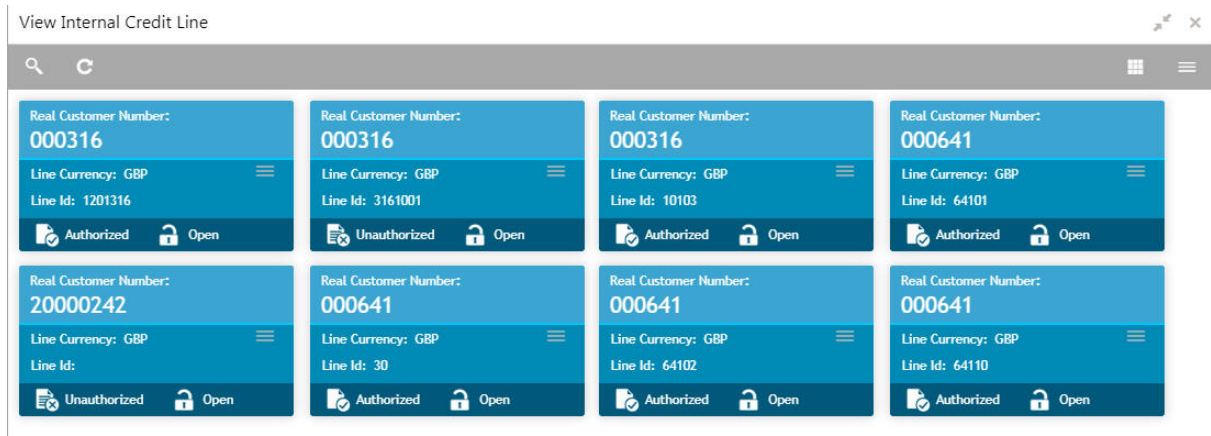 View Internal Credit Line
Real Customer Number:
000316
Line Currency: GBP
Line Id: 1201316
Authorized Open
Real Customer Number:
000316
Line Currency: GBP
Line Id: 3161001
Unauthorized Open
Real Customer Number:
000316
Line Currency: GBP
Line Id: 10103
Authorized Open
Real Customer Number:
000641
Line Currency: GBP
Line Id: 64101
Authorized Open
Real Customer Number:
20000242
Line Currency: GBP
Line Id:
Unauthorized Open
Real Customer Number:
000641
Line Currency: GBP
Line Id: 30
Authorized Open
Real Customer Number:
000641
Line Currency: GBP
Line Id: 64102
Authorized Open
Real Customer Number:
000641
Line Currency: GBP
Line Id: 64110
Authorized Open